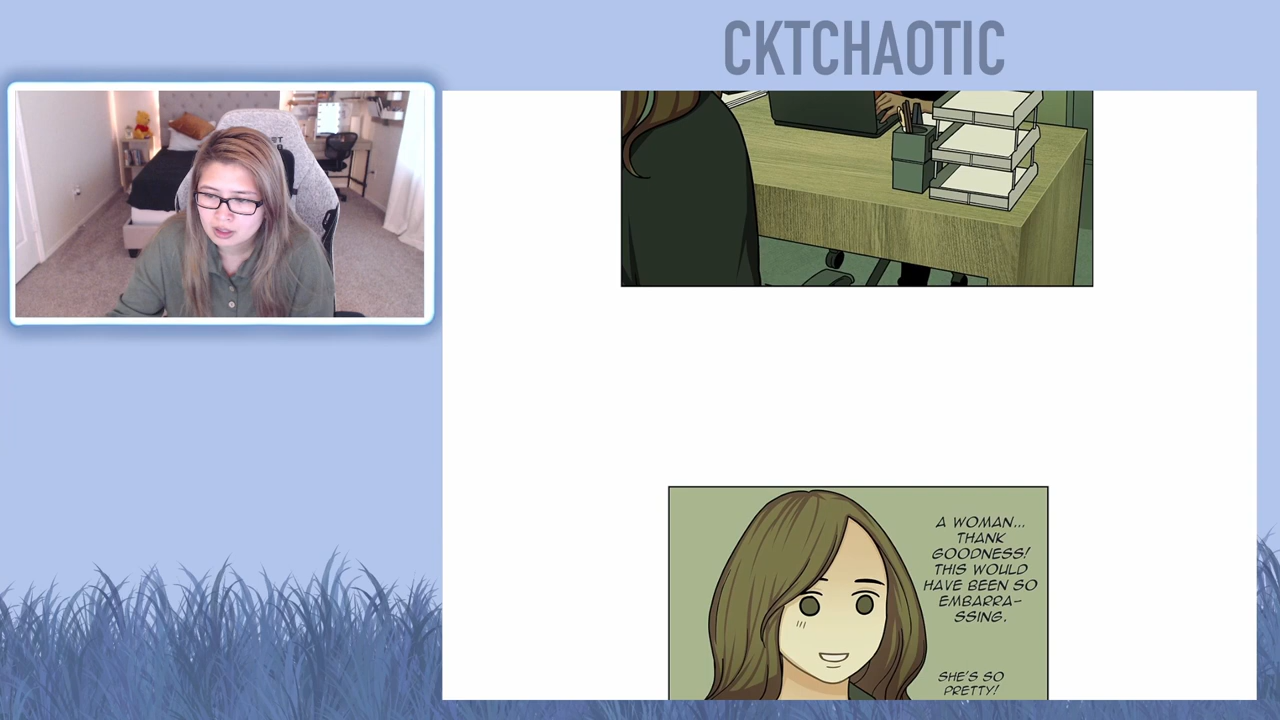 CKTCHAOTIC
A WOMAN...
THANK
GOODNESS!
THIS WOULD
HAVE BEEN SO
EMBARRA-
SSING.
SHE'S SO
PRETTY!